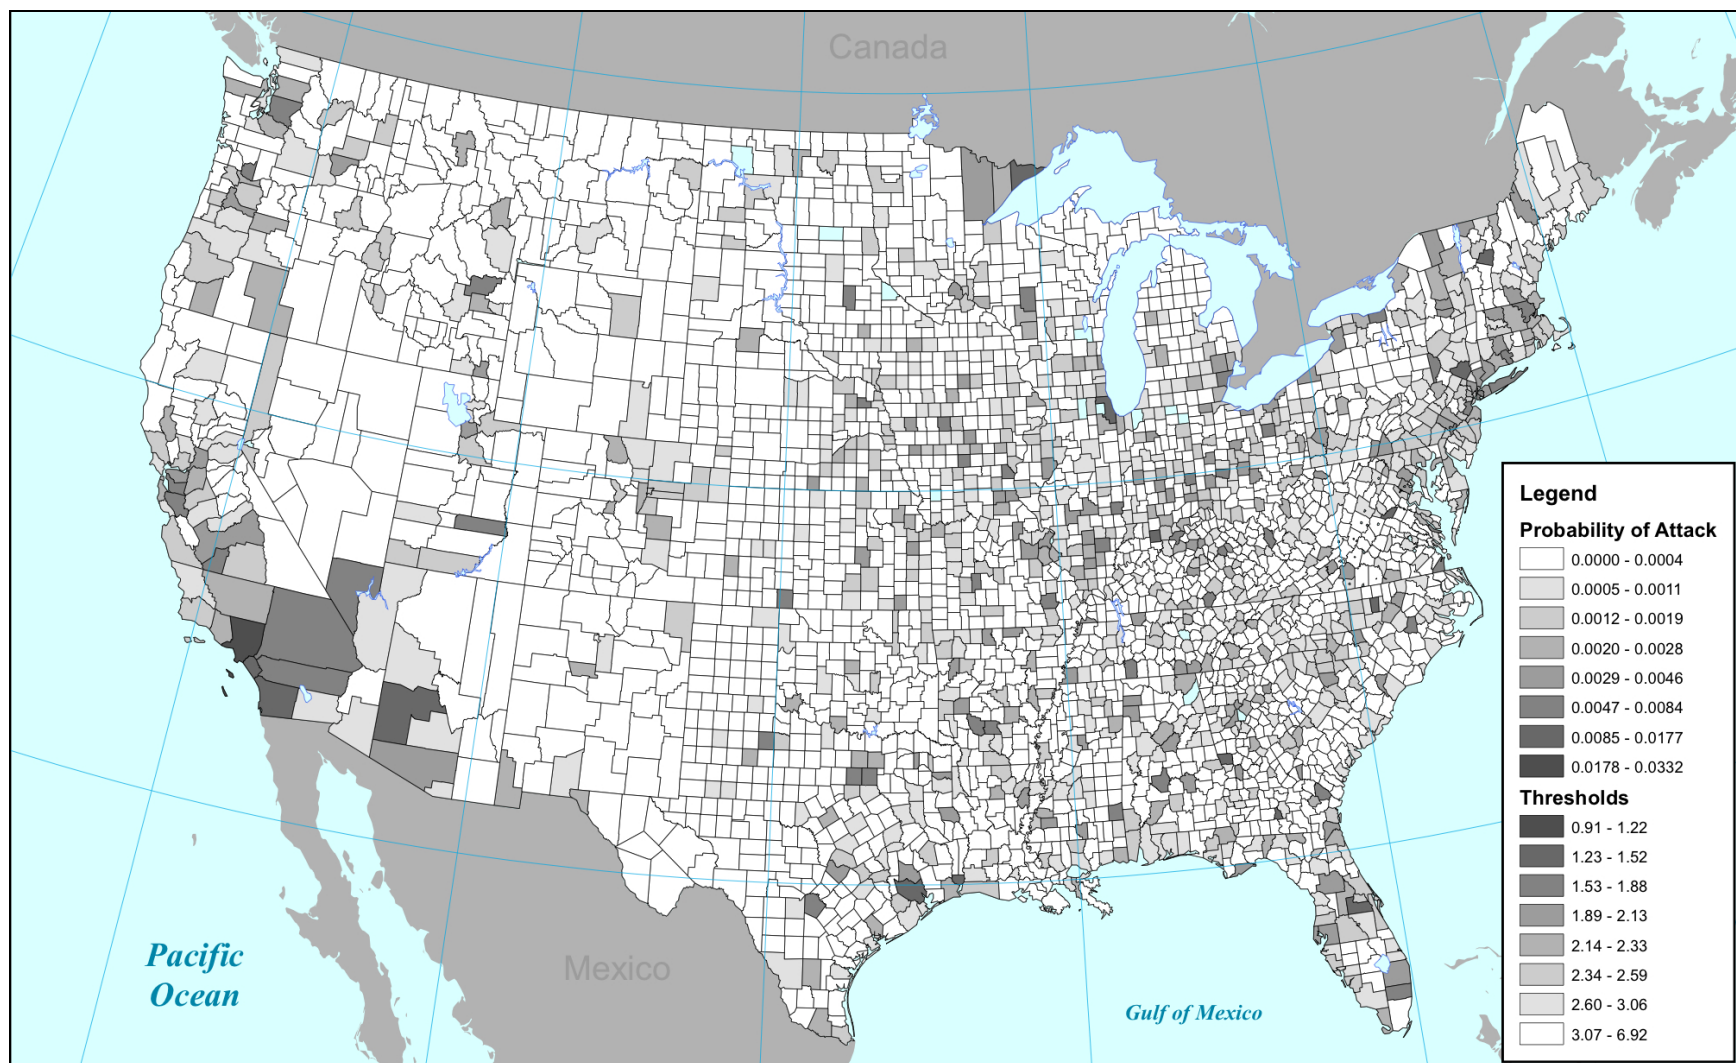 Canada
Pacific
Ocean
Mexico
Gulf of Mexico
Legend
Probability of Attack
0.0000 - 0.0004
0.0005 - 0.0011
0.0012 - 0.0019
0.0020 - 0.0028
0.0029 - 0.0046
0.0047 - 0.0084
0.0085 - 0.0177
0.0178 - 0.0332
Thresholds
0.91 - 1.22
1.23 - 1.52
1.53 - 1.88
1.89 - 2.13
2.14 - 2.33
2.34 - 2.59
2.60 - 3.06
3.07 - 6.92